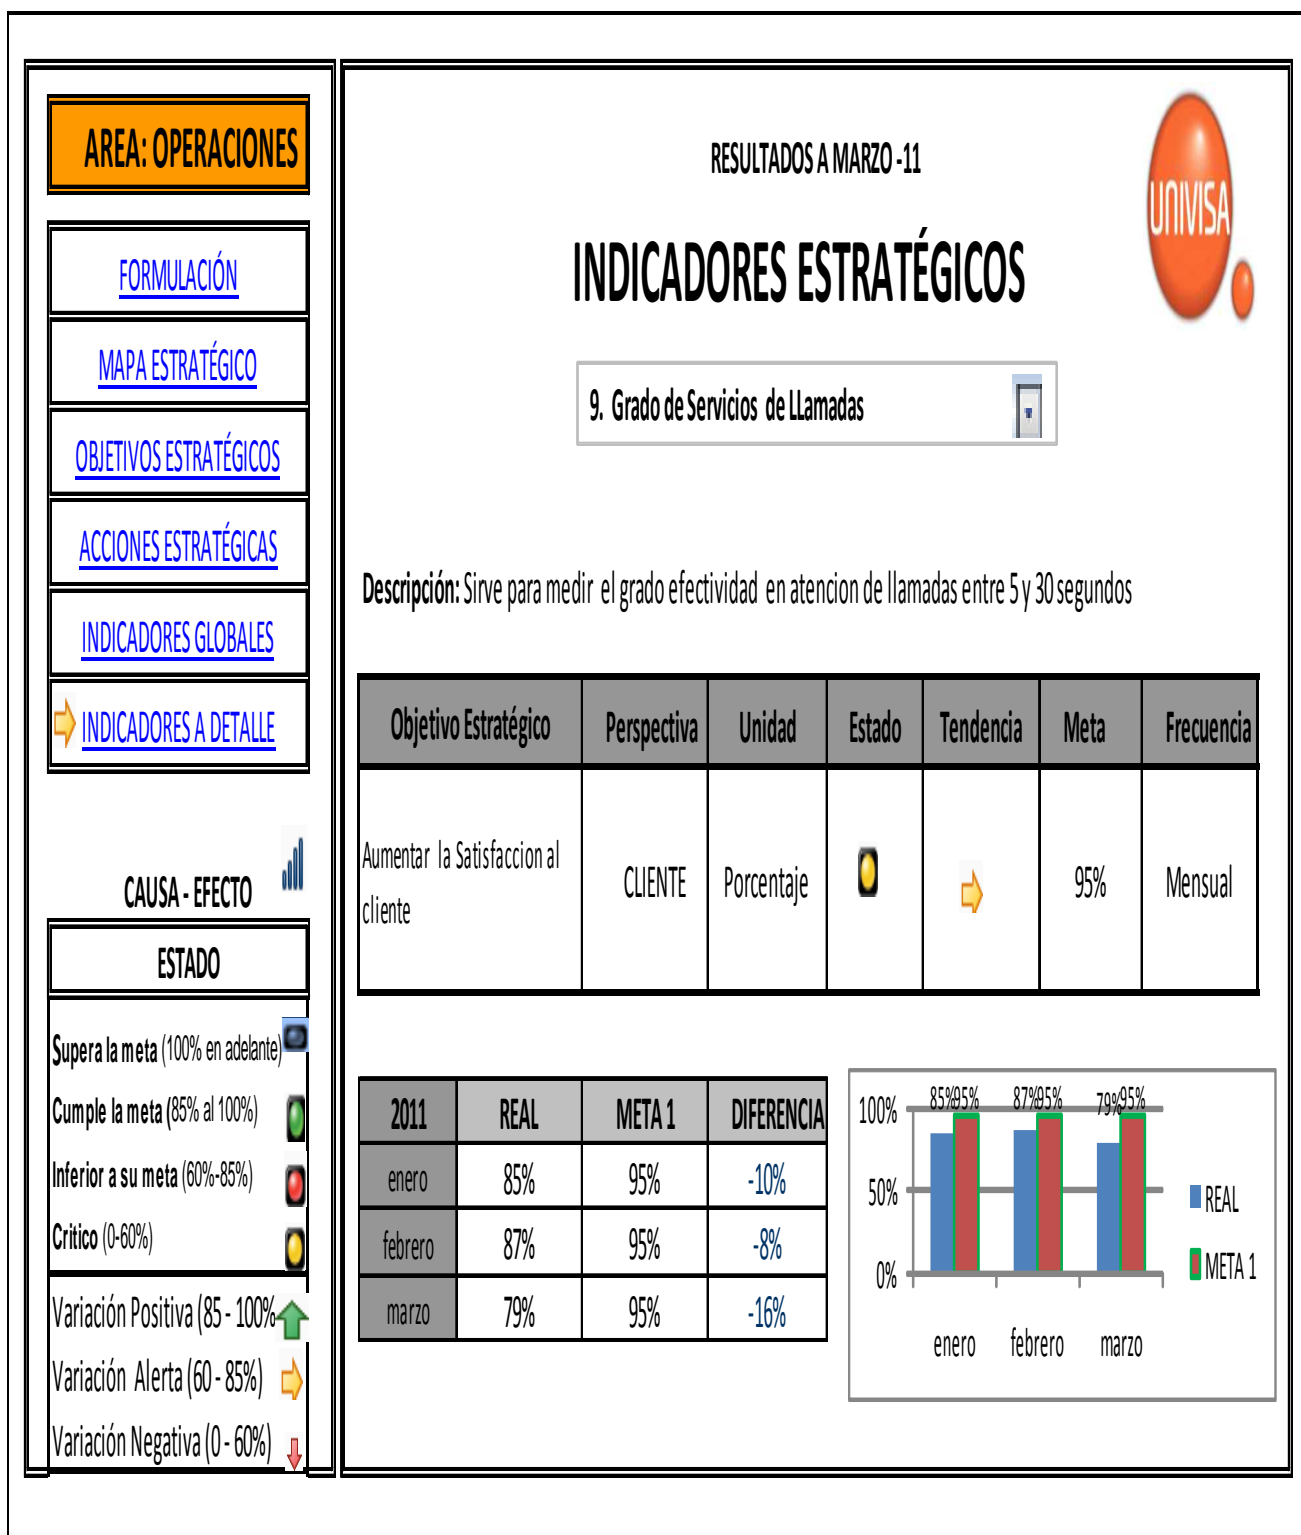 AREA: OPERACIONES
FORMULACIÓN
MAPA ESTRATÉGICO
OBJETIVOS ESTRATÉGICOS
ACCIONES ESTRATÉGICAS
INDICADORES GLOBALES
INDICADORES A DETALLE
CAUSA - EFECTO
ESTADO
Supera la meta (100% en adelante)
Cumple la meta (85% al 100%)
Inferior a su meta (60%-85%)
Critico (0-60%)
Variación Positiva (85 - 100%
Variación Alerta (60 - 85%)
Variación Negativa (0 - 60%)
RESULTADOS A MARZO -11
INDICADORES ESTRATÉGICOS
UNIVISA
9. Grado de Servicios de LLamadas
Descripción: Sirve para medir el grado efectividad en atencion de llamadas entre 5 y 30 segundos
Objetivo Estratégico Perspectiva Unidad Estado Tendencia Meta Frecuencia
Aumentar la Satisfaccion al
cliente
CLIENTE Porcentaje 95% Mensual
2011 REAL META 1 DIFERENCIA
enero 85% 95% -10%
febrero 87% 95% -8%
marzo 79% 95% -16%
85% 95% 87% 95% 79% 95%
100%
50%
0%
enero febrero marzo
REAL
META 1